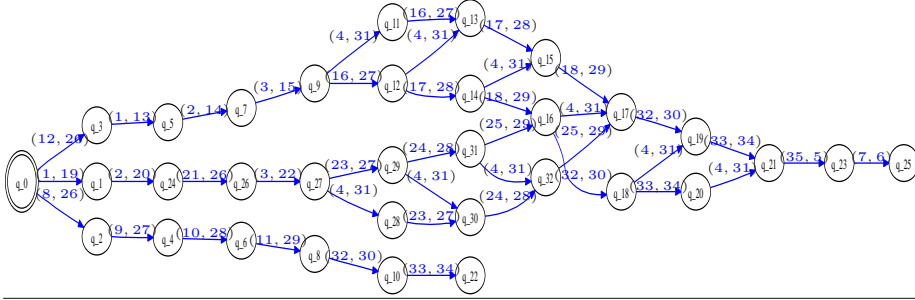 q_11 (16, 27) q_13
(4, 31) (4, 31) (17, 28)
q_15
(3, 15) q_9 (16, 27) q_12 (17, 28) (4, 31) (18, 29)
q_14 (18, 29)
(1, 13) (2, 14) q_7 q_16 (4, 31) q_17 (32, 30)
q_3 q_5
(12, 26) (25, 29) (25, 29) q_19 (33, 34)
(24, 28) q_31 (4, 31)
q_0 (1, 19) q_1 (2, 20) q_24 (21, 26) q_26 (3, 22) q_27 (23, 27) q_29 (4, 31) q_32 (32, 30) (4, 31) q_21 (35, 5) q_23 (7, 6) q_25
(8, 26) (4, 31) (4, 31) (24, 28) q_18 (33, 34) q_20
q_28 (23, 27) q_30
q_2 (9, 27) q_4 (10, 28) q_6 (11, 29)
q_8 (32, 30)
q_10 (33, 34) q_22